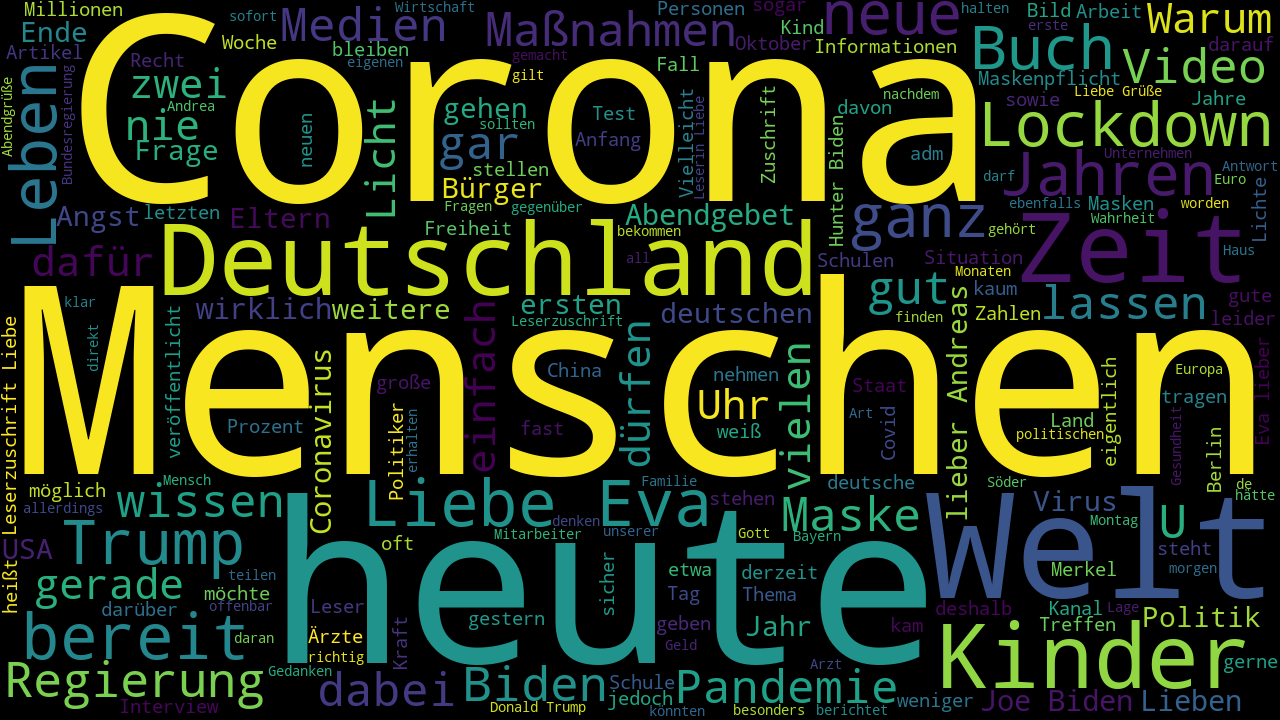 Corona
Menschen
heute
Deutschland
Welt
Kinder
Zeit
Lockdown
Leben
Trump
bereit
Regierung
Medien
Maßnahmen
neue
Buch
Video
Warum
Jahren
ganz
gut
lassen
Liebe
Eva
Maske
Pandemie
Biden
dabei
gerade
wissen
zwei
nie
Licht
gar
gehen
Bürger
Abendgebet
Eltern
Angst
dafür
wirklich
weitere
ersten
einfach
deutschen
dürfen
vielen
Uhr
lieber Andreas
Coronavirus
Politiker
Virus
U
Politik
Jahr
Joe Biden
Lieben
Millionen
sofort
Wirtschaft
Personen
sogar
halten
Bild
Arbeit
Ende
Artikel
Woche
bleiben
eigenen
gemacht
gilt
Oktober
Kind
Informationen
erste
darauf
Recht
Fall
Maskenpflicht
Liebe Grüße
Abendgrüße
Bundesregierung
Andrea
Frage
neuen
sollten
Test
Anfang
Vielleicht
Leserin Liebe
Zuschrift
davon
nachdem
sowie
Jahre
adm
Hunter Biden
Unternehmen
Antwort
darf
Euro
stellen
letzten
Fragen
gegenüber
Freiheit
bekommen
all
ebenfalls
Masken
worden
Wahrheit
gehört
Lichte
Haus
Schulen
Situation
Monaten
kaum
gute
Zahlen
leider
finden
klar
direkt
veröffentlicht
Leserzuschrift
China
große
nehmen
Staat
Europa
tragen
Prozent
fast
weiß
Art
Covid
Land
politischen
eigentlich
Eva lieber
Gesundheit
Berlin
erhalten
heißt
Leserzuschrift Liebe
möglich
Mensch
allerdings
Familie
stehen
deutsche
Söder
de
hatte
USA
oft
Mitarbeiter
denken
unserer
Gott
Bayern
Montag
steht
Merkel
morgen
teilen
möchte
darüber
offenbar
Leser
gestern
sicher
etwa
derzeit
Tag
Thema
geben
deshalb
Kanal
Lage
Treffen
daran
Ärzte
richtig
Kraft
Geld
kam
gerne
Gedanken
Interview
Arzt
Schule
jedoch
Donald Trump
könnten
besonders
berichtet
weniger